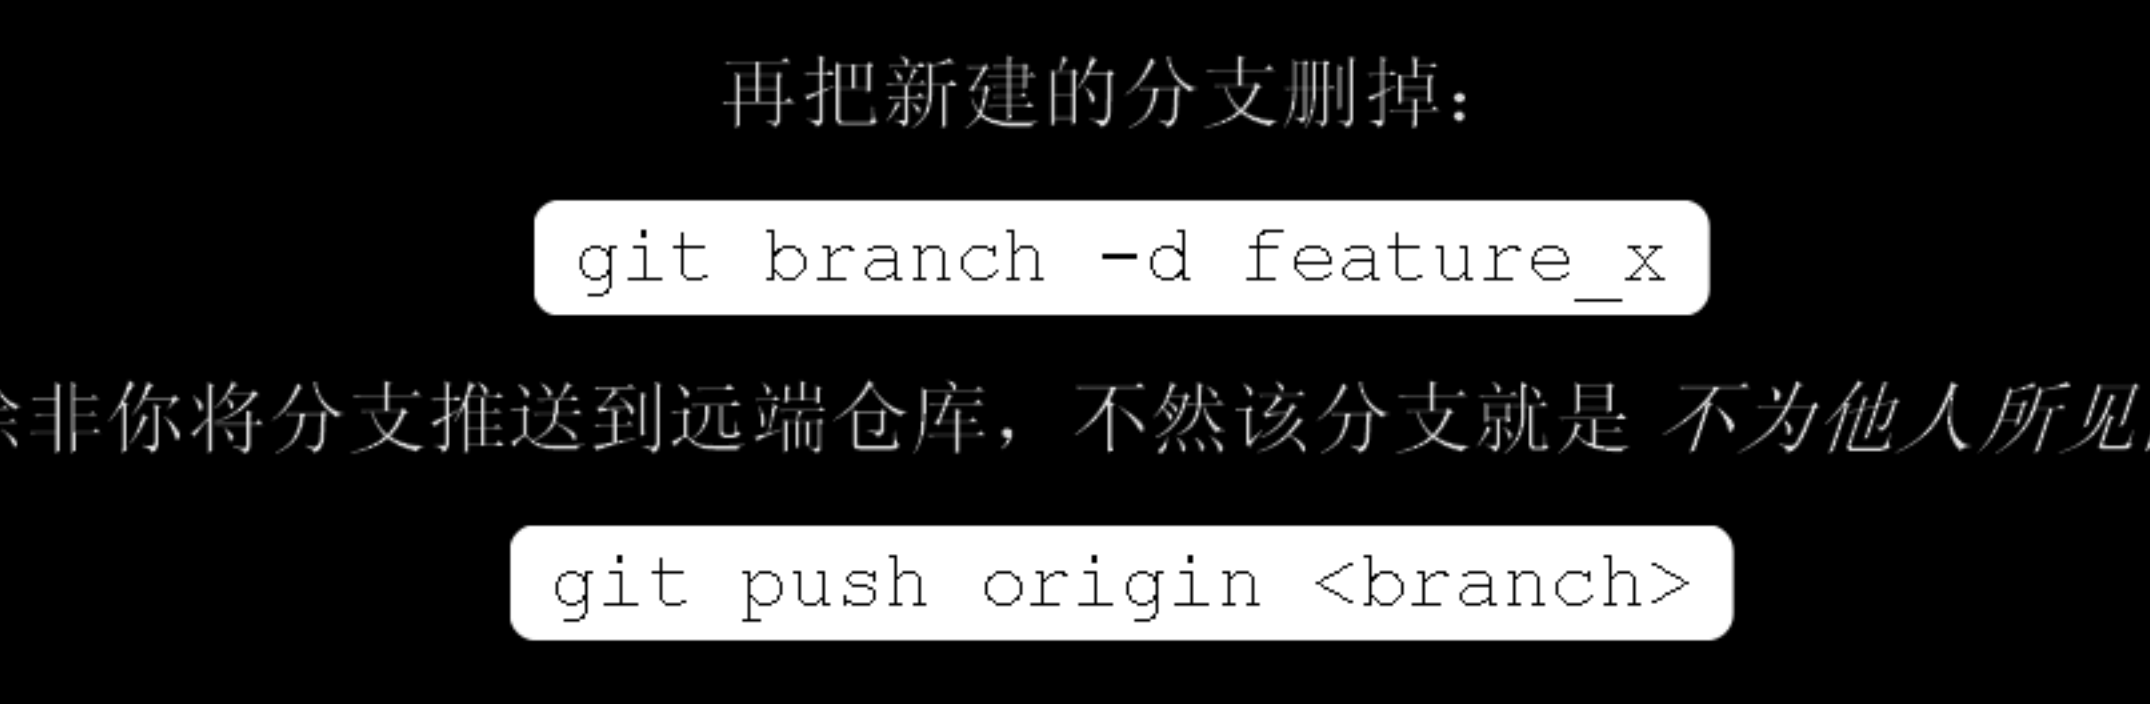 再把新建的分支删掉：
git branch -d feature_x
非你将分支推送到远端仓库，不然该分支就是 不为他人所见
git push origin <branch>